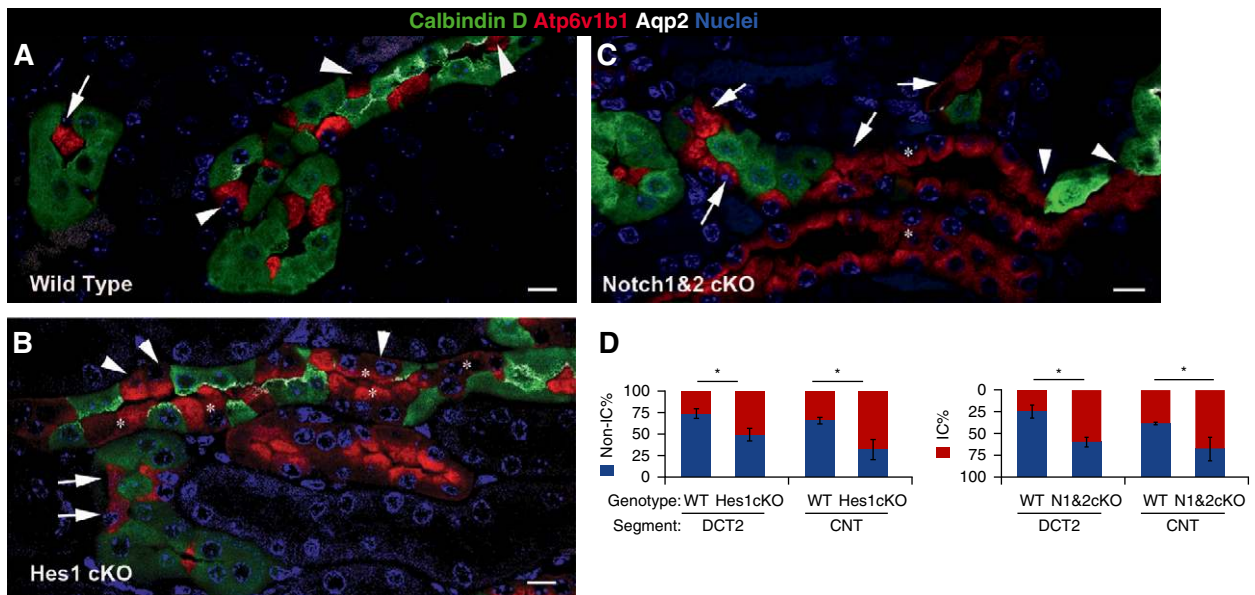 Calbindin D Atp6v1b1 Aqp2 Nuclei
A
Wild Type
C
* *
Notch1&2 cKO
B
* * * * *
Hes1 cKO
D
Non-IC%
100
75
50
25
0
* *
Genotype: WT Hes1cKO WT Hes1cKO
Segment: DCT2 CNT
IC%
0
25
50
75
100
* *
WT N1&2cKO WT N1&2cKO
DCT2 CNT